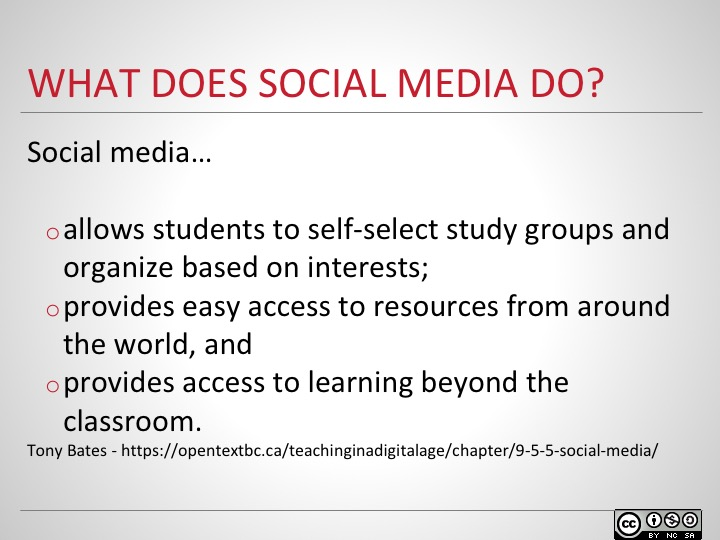 WHAT DOES SOCIAL MEDIA DO?
Social media…
o allows students to self-select study groups and
organize based on interests;
o provides easy access to resources from around
the world, and
o provides access to learning beyond the
classroom.
Tony Bates - https://opentextbc.ca/teachinginadigitalage/chapter/9-5-5-social-media/
cc
BY NC SA